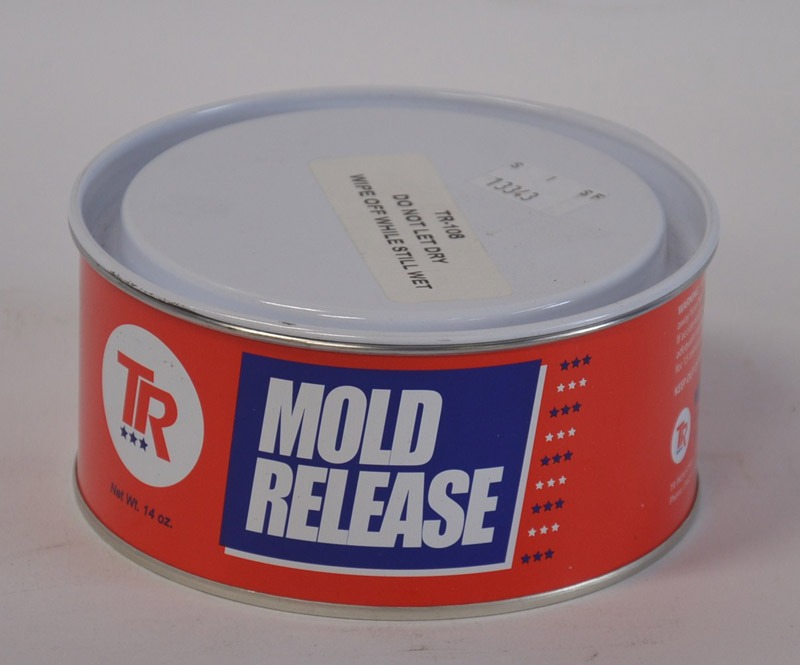 S I SF
13343
TR-108
DO NOT LET DRY
WIPE OFF WHILE STILL WET
TR
Net Wt. 14 oz.
MOLD
RELEASE
TR